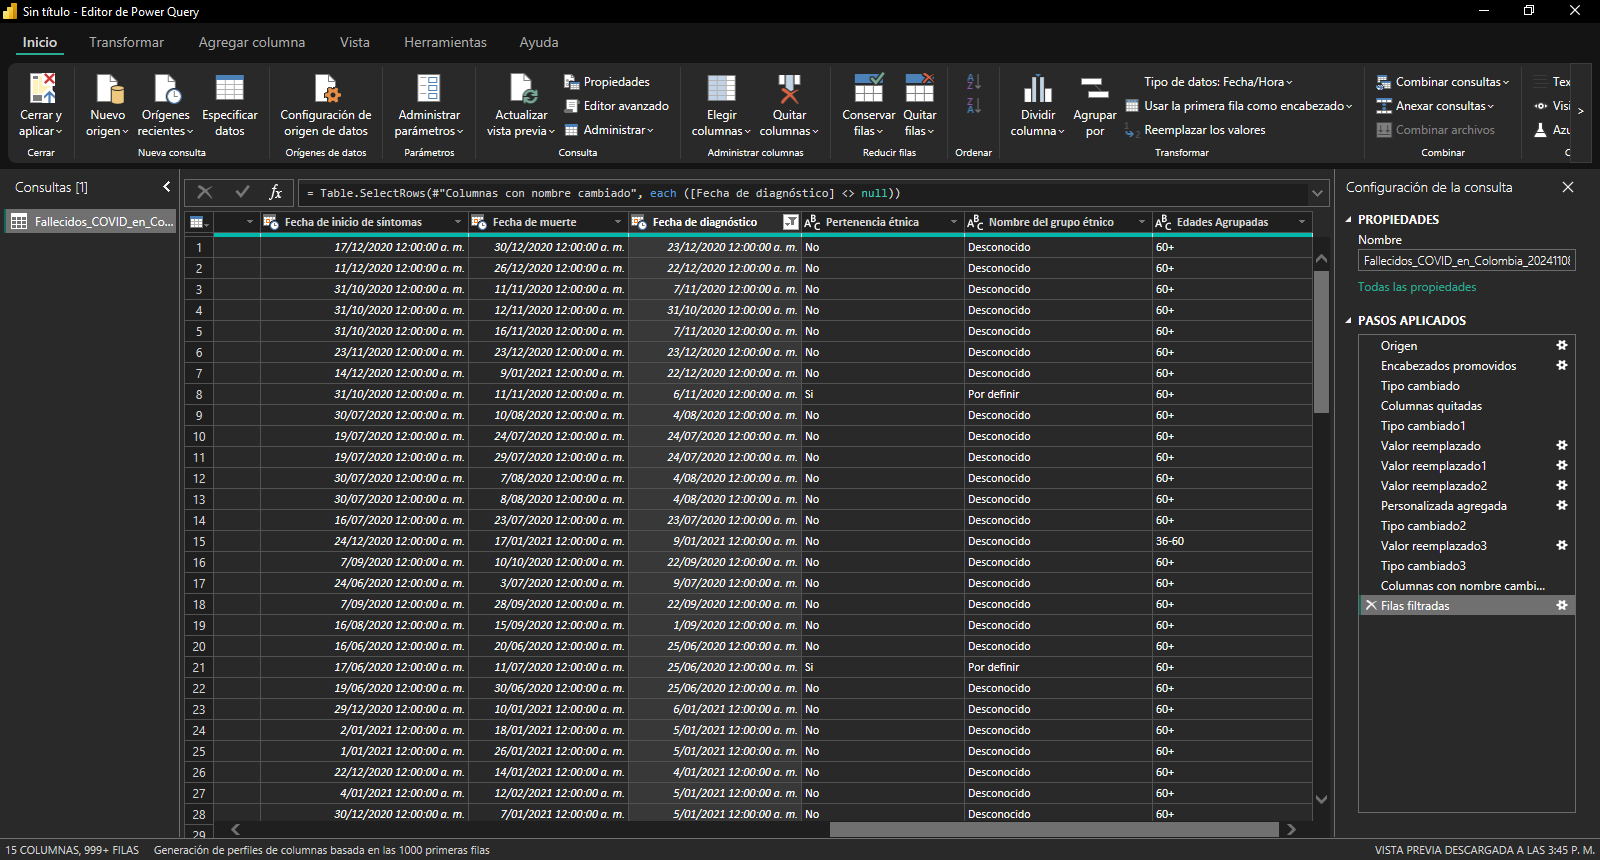 Sin título - Editor de Power Query
Inicio Transformar Agregar columna Vista Herramientas Ayuda
Cerrar y aplicar
Cerrar
Nuevo origen
Orígenes recientes
Especificar datos
Nueva consulta
Configuración de origen de datos
Orígenes de datos
Administrar parámetros
Parámetros
Actualizar vista previa
Propiedades
Editor avanzado
Administrar
Consulta
Elegir columnas
Quitar columnas
Administrar columnas
Conservar filas
Quitar filas
Reducir filas
Ordenar
Dividir columna
Agrupar por
Tipo de datos: Fecha/Hora
Usar la primera fila como encabezado
Reemplazar los valores
Transformar
Combinar consultas
Anexar consultas
Combinar archivos
Combinar
Tex
Visi
Azu
Consultas [1]
Fallecidos_COVID_en_Co...
= Table.SelectRows(#"Columnas con nombre cambiado", each ([Fecha de diagnóstico] <> null))
Fecha de inicio de síntomas Fecha de muerte Fecha de diagnóstico Pertenencia étnica Nombre del grupo étnico Edades Agrupadas
1 17/12/2020 12:00:00 a. m. 30/12/2020 12:00:00 a. m. 23/12/2020 12:00:00 a. m. No Desconocido 60+
2 11/12/2020 12:00:00 a. m. 26/12/2020 12:00:00 a. m. 22/12/2020 12:00:00 a. m. No Desconocido 60+
3 31/10/2020 12:00:00 a. m. 11/11/2020 12:00:00 a. m. 7/11/2020 12:00:00 a. m. No Desconocido 60+
4 31/10/2020 12:00:00 a. m. 12/11/2020 12:00:00 a. m. 31/10/2020 12:00:00 a. m. No Desconocido 60+
5 31/10/2020 12:00:00 a. m. 16/11/2020 12:00:00 a. m. 7/11/2020 12:00:00 a. m. No Desconocido 60+
6 23/11/2020 12:00:00 a. m. 23/12/2020 12:00:00 a. m. 23/12/2020 12:00:00 a. m. No Desconocido 60+
7 14/12/2020 12:00:00 a. m. 9/01/2021 12:00:00 a. m. 22/12/2020 12:00:00 a. m. No Desconocido 60+
8 31/10/2020 12:00:00 a. m. 11/11/2020 12:00:00 a. m. 6/11/2020 12:00:00 a. m. Si Por definir 60+
9 30/07/2020 12:00:00 a. m. 10/08/2020 12:00:00 a. m. 4/08/2020 12:00:00 a. m. No Desconocido 60+
10 19/07/2020 12:00:00 a. m. 24/07/2020 12:00:00 a. m. 24/07/2020 12:00:00 a. m. No Desconocido 60+
11 19/07/2020 12:00:00 a. m. 29/07/2020 12:00:00 a. m. 24/07/2020 12:00:00 a. m. No Desconocido 60+
12 30/07/2020 12:00:00 a. m. 7/08/2020 12:00:00 a. m. 4/08/2020 12:00:00 a. m. No Desconocido 60+
13 30/07/2020 12:00:00 a. m. 8/08/2020 12:00:00 a. m. 4/08/2020 12:00:00 a. m. No Desconocido 60+
14 16/07/2020 12:00:00 a. m. 23/07/2020 12:00:00 a. m. 23/07/2020 12:00:00 a. m. No Desconocido 60+
15 24/12/2020 12:00:00 a. m. 17/01/2021 12:00:00 a. m. 9/01/2021 12:00:00 a. m. No Desconocido 36-60
16 7/09/2020 12:00:00 a. m. 10/10/2020 12:00:00 a. m. 22/09/2020 12:00:00 a. m. No Desconocido 60+
17 24/06/2020 12:00:00 a. m. 3/07/2020 12:00:00 a. m. 9/07/2020 12:00:00 a. m. No Desconocido 60+
18 7/09/2020 12:00:00 a. m. 28/09/2020 12:00:00 a. m. 22/09/2020 12:00:00 a. m. No Desconocido 60+
19 16/08/2020 12:00:00 a. m. 15/09/2020 12:00:00 a. m. 1/09/2020 12:00:00 a. m. No Desconocido 60+
20 16/06/2020 12:00:00 a. m. 20/06/2020 12:00:00 a. m. 25/06/2020 12:00:00 a. m. No Desconocido 60+
21 17/06/2020 12:00:00 a. m. 11/07/2020 12:00:00 a. m. 25/06/2020 12:00:00 a. m. Si Por definir 60+
22 19/06/2020 12:00:00 a. m. 30/06/2020 12:00:00 a. m. 25/06/2020 12:00:00 a. m. No Desconocido 60+
23 29/12/2020 12:00:00 a. m. 10/01/2021 12:00:00 a. m. 6/01/2021 12:00:00 a. m. No Desconocido 60+
24 2/01/2021 12:00:00 a. m. 18/01/2021 12:00:00 a. m. 5/01/2021 12:00:00 a. m. No Desconocido 60+
25 1/01/2021 12:00:00 a. m. 26/01/2021 12:00:00 a. m. 5/01/2021 12:00:00 a. m. No Desconocido 60+
26 22/12/2020 12:00:00 a. m. 14/01/2021 12:00:00 a. m. 4/01/2021 12:00:00 a. m. No Desconocido 60+
27 4/01/2021 12:00:00 a. m. 12/02/2021 12:00:00 a. m. 5/01/2021 12:00:00 a. m. No Desconocido 60+
28 30/12/2020 12:00:00 a. m. 7/01/2021 12:00:00 a. m. 5/01/2021 12:00:00 a. m. No Desconocido 60+
29
Configuración de la consulta
PROPIEDADES
Nombre
Fallecidos_COVID_en_Colombia_20241108
Todas las propiedades
PASOS APLICADOS
Origen
Encabezados promovidos
Tipo cambiado
Columnas quitadas
Tipo cambiado1
Valor reemplazado
Valor reemplazado1
Valor reemplazado2
Personalizada agregada
Tipo cambiado2
Valor reemplazado3
Tipo cambiado3
Columnas con nombre cambi...
Filas filtradas
15 COLUMNAS, 999+ FILAS Generación de perfiles de columnas basada en las 1000 primeras filas
VISTA PREVIA DESCARGADA A LAS 3:45 P. M.